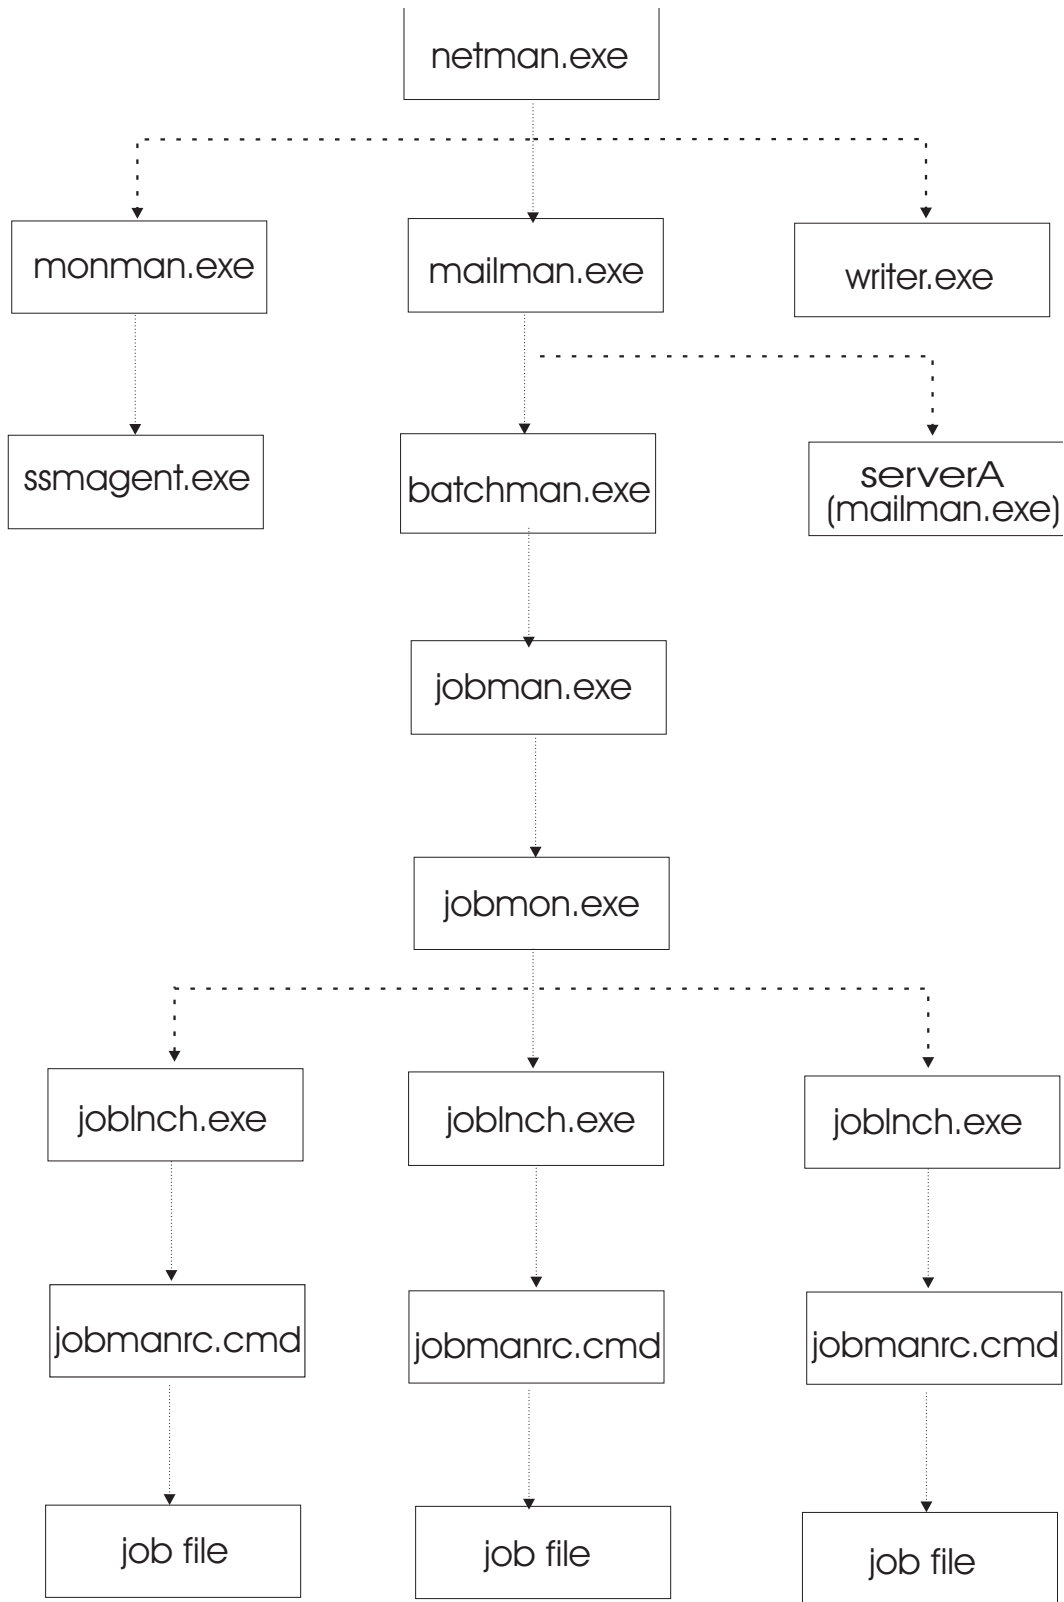 netman.exe
monman.exe
mailman.exe
writer.exe
ssmagent.exe
batchman.exe
serverA
(mailman.exe)
jobman.exe
jobmon.exe
joblnch.exe
joblnch.exe
joblnch.exe
jobmanrc.cmd
jobmanrc.cmd
jobmanrc.cmd
job file
job file
job file